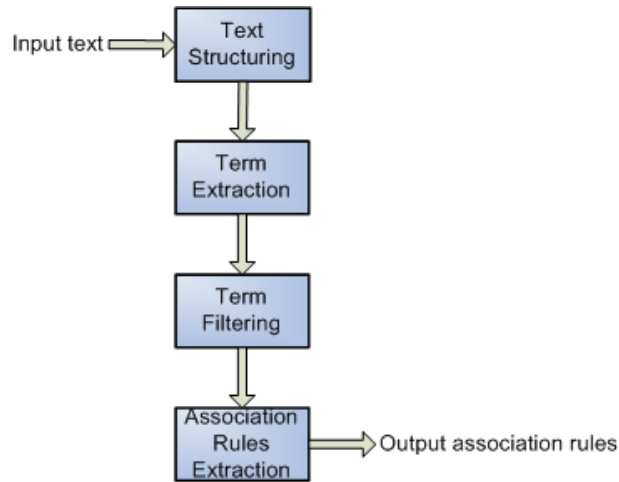 Input text
Text
Structuring
Term
Extraction
Term
Filtering
Association
Rules
Extraction
Output association rules